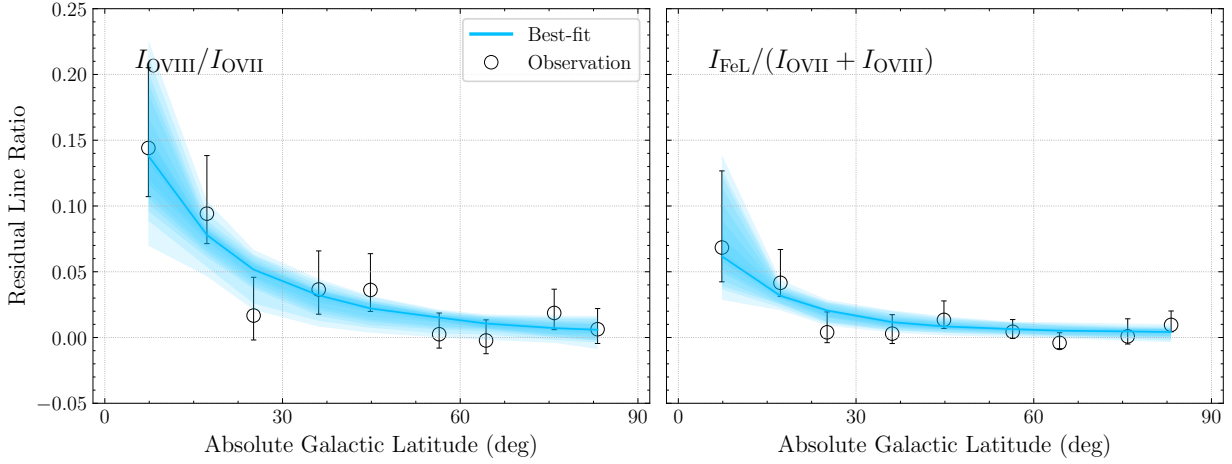 0.25
0.20
0.15
0.10
0.05
0.00
−0.05
Residual Line Ratio
I_OVIII/I_OVII
Best-fit
Observation
0 30 60 90
Absolute Galactic Latitude (deg)
I_FeL/(I_OVII + I_OVIII)
0 30 60 90
Absolute Galactic Latitude (deg)